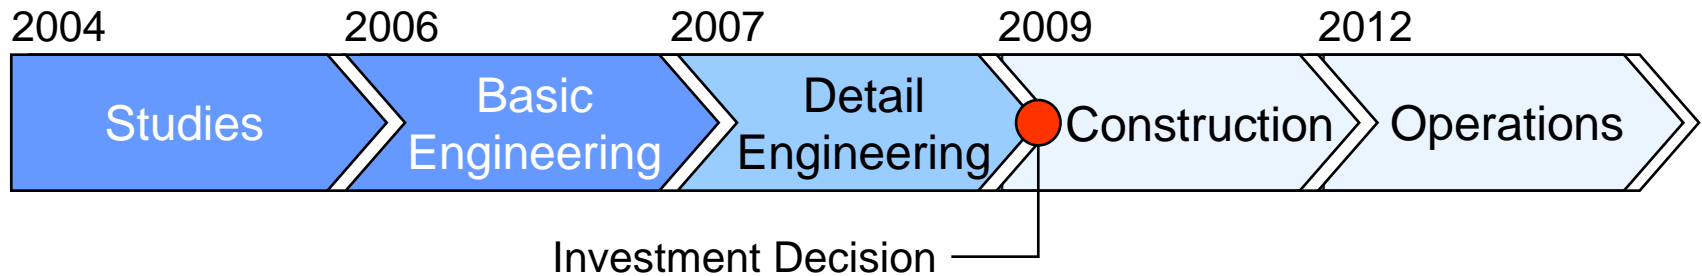 2004 2006 2007 2009 2012
Studies
Basic
Engineering
Detail
Engineering
Construction
Operations
Investment Decision